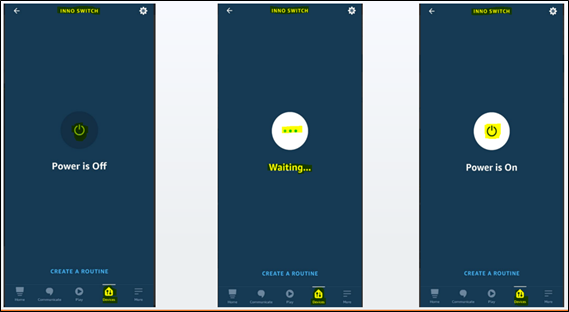 INNO SWITCH
Power is Off
CREATE A ROUTINE
Home Communicate Play Devices More
INNO SWITCH
Waiting...
CREATE A ROUTINE
Home Communicate Play Devices More
INNO SWITCH
Power is On
CREATE A ROUTINE
Home Communicate Play Devices More